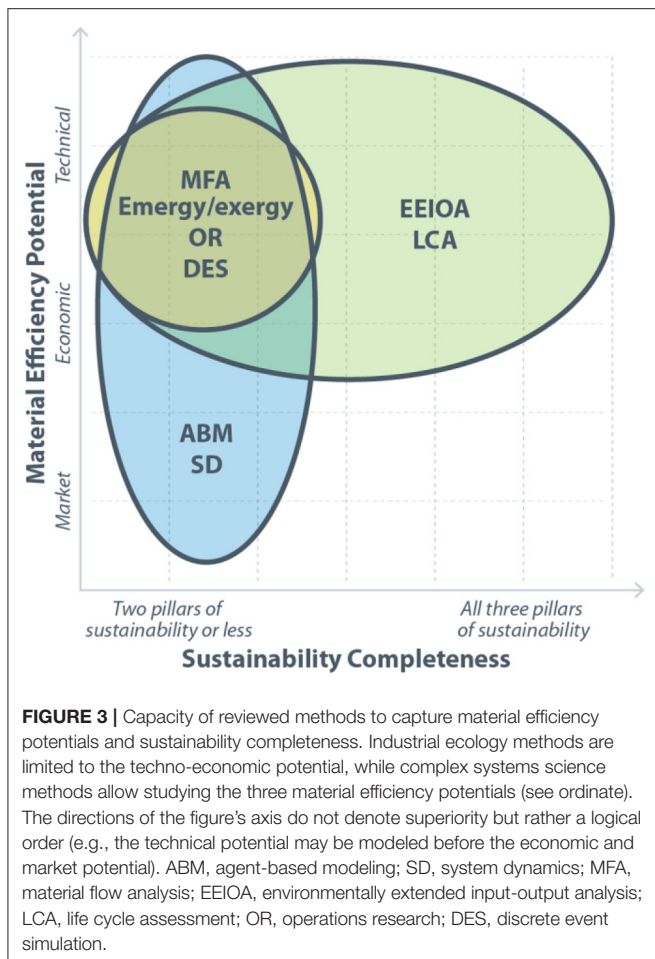 Material Efficiency Potential
Technical
Economic
Market
MFA
Emergy/exergy
OR
DES
EEIOA
LCA
ABM
SD
Two pillars of
sustainability or less
All three pillars
of sustainability
Sustainability Completeness
FIGURE 3 | Capacity of reviewed methods to capture material efficiency
potentials and sustainability completeness. Industrial ecology methods are
limited to the techno-economic potential, while complex systems science
methods allow studying the three material efficiency potentials (see ordinate).
The directions of the figure's axis do not denote superiority but rather a logical
order (e.g., the technical potential may be modeled before the economic and
market potential). ABM, agent-based modeling; SD, system dynamics; MFA,
material flow analysis; EEIOA, environmentally extended input-output analysis;
LCA, life cycle assessment; OR, operations research; DES, discrete event
simulation.